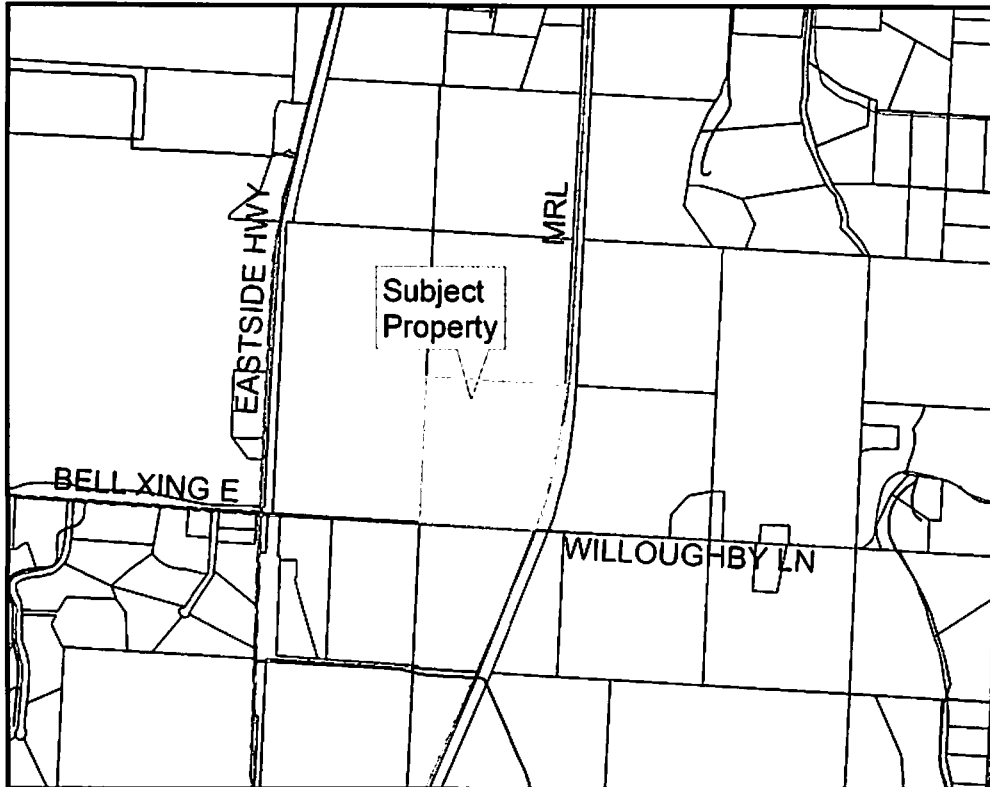 EASTSIDE HWY
MRL
Subject
Property
BELL XING E
WILLOUGHBY LN